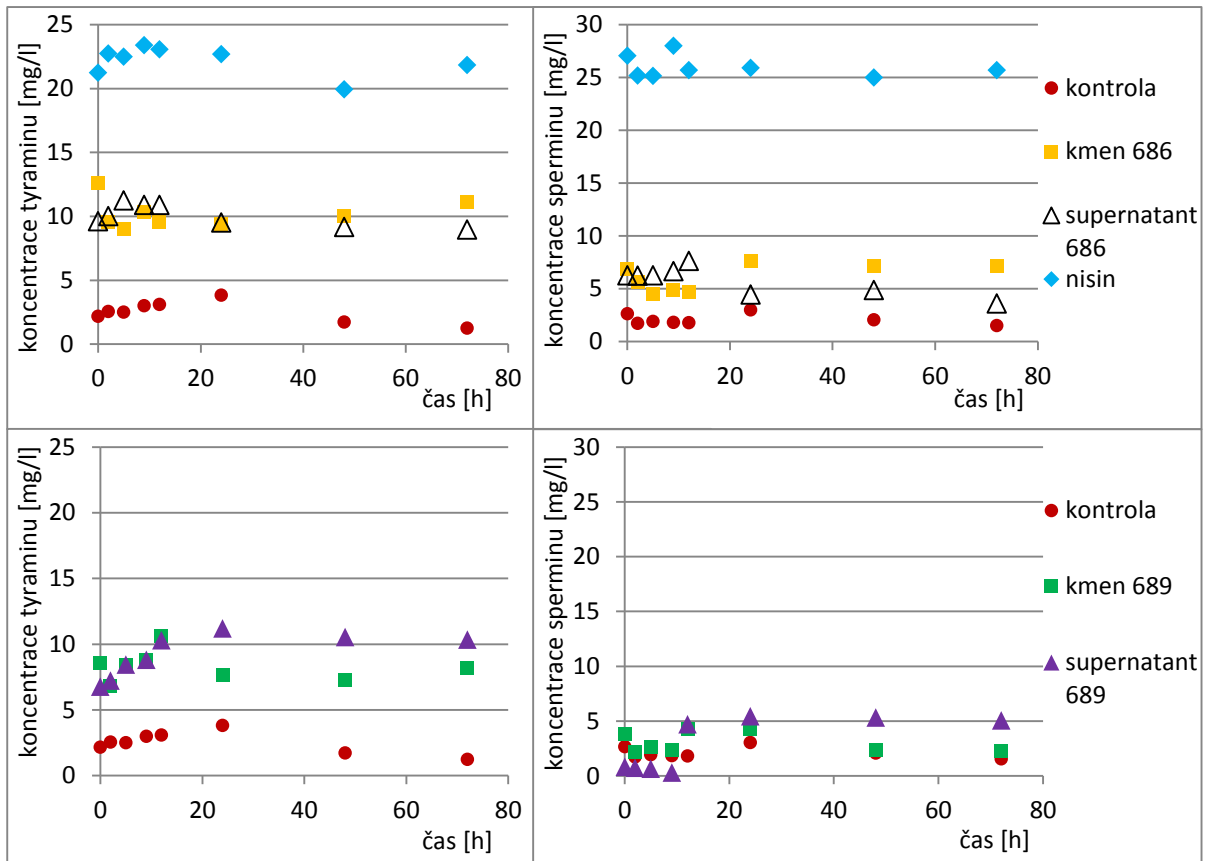 koncentrace tyraminu [mg/l]
25
20
15
10
5
0
0 20 40 60 80
čas [h]
koncentrace sperminu [mg/l]
30
25
20
15
10
5
0
0 20 40 60 80
čas [h]
kontrola
kmen 686
supernatant
686
nisin
koncentrace tyraminu [mg/l]
25
20
15
10
5
0
0 20 40 60 80
čas [h]
koncentrace sperminu [mg/l]
30
25
20
15
10
5
0
0 20 40 60 80
čas [h]
kontrola
kmen 689
supernatant
689